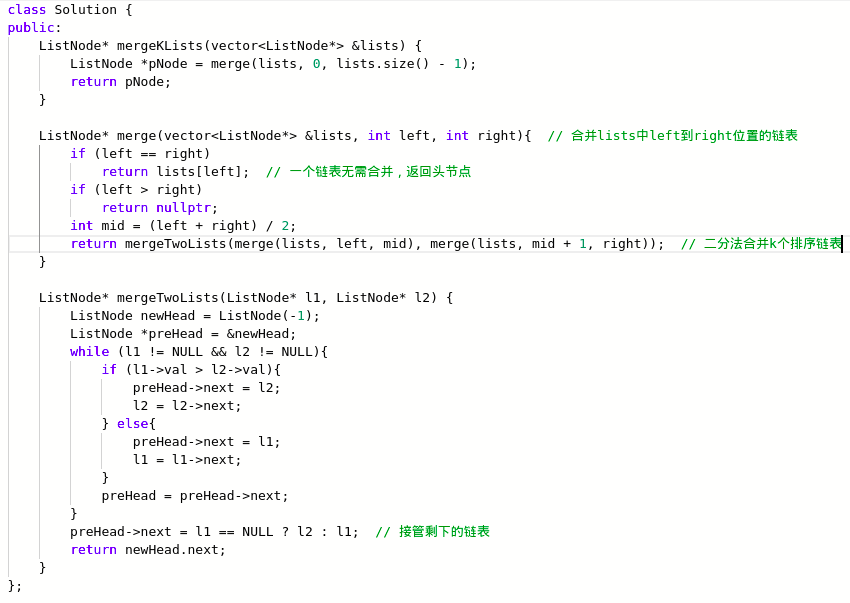 class Solution {
public:
    ListNode* mergeKLists(vector<ListNode*> &lists) {
        ListNode *pNode = merge(lists, 0, lists.size() - 1);
        return pNode;
    }

    ListNode* merge(vector<ListNode*> &lists, int left, int right){  // 合并lists中left到right位置的链表
        if (left == right)
            return lists[left];  // 一个链表无需合并，返回头节点
        if (left > right)
            return nullptr;
        int mid = (left + right) / 2;
        return mergeTwoLists(merge(lists, left, mid), merge(lists, mid + 1, right));  // 二分法合并k个排序链表
    }

    ListNode* mergeTwoLists(ListNode* l1, ListNode* l2) {
        ListNode newHead = ListNode(-1);
        ListNode *preHead = &newHead;
        while (l1 != NULL && l2 != NULL){
            if (l1->val > l2->val){
                preHead->next = l2;
                l2 = l2->next;
            } else{
                preHead->next = l1;
                l1 = l1->next;
            }
            preHead = preHead->next;
        }
        preHead->next = l1 == NULL ? l2 : l1;  // 接管剩下的链表
        return newHead.next;
    }
};